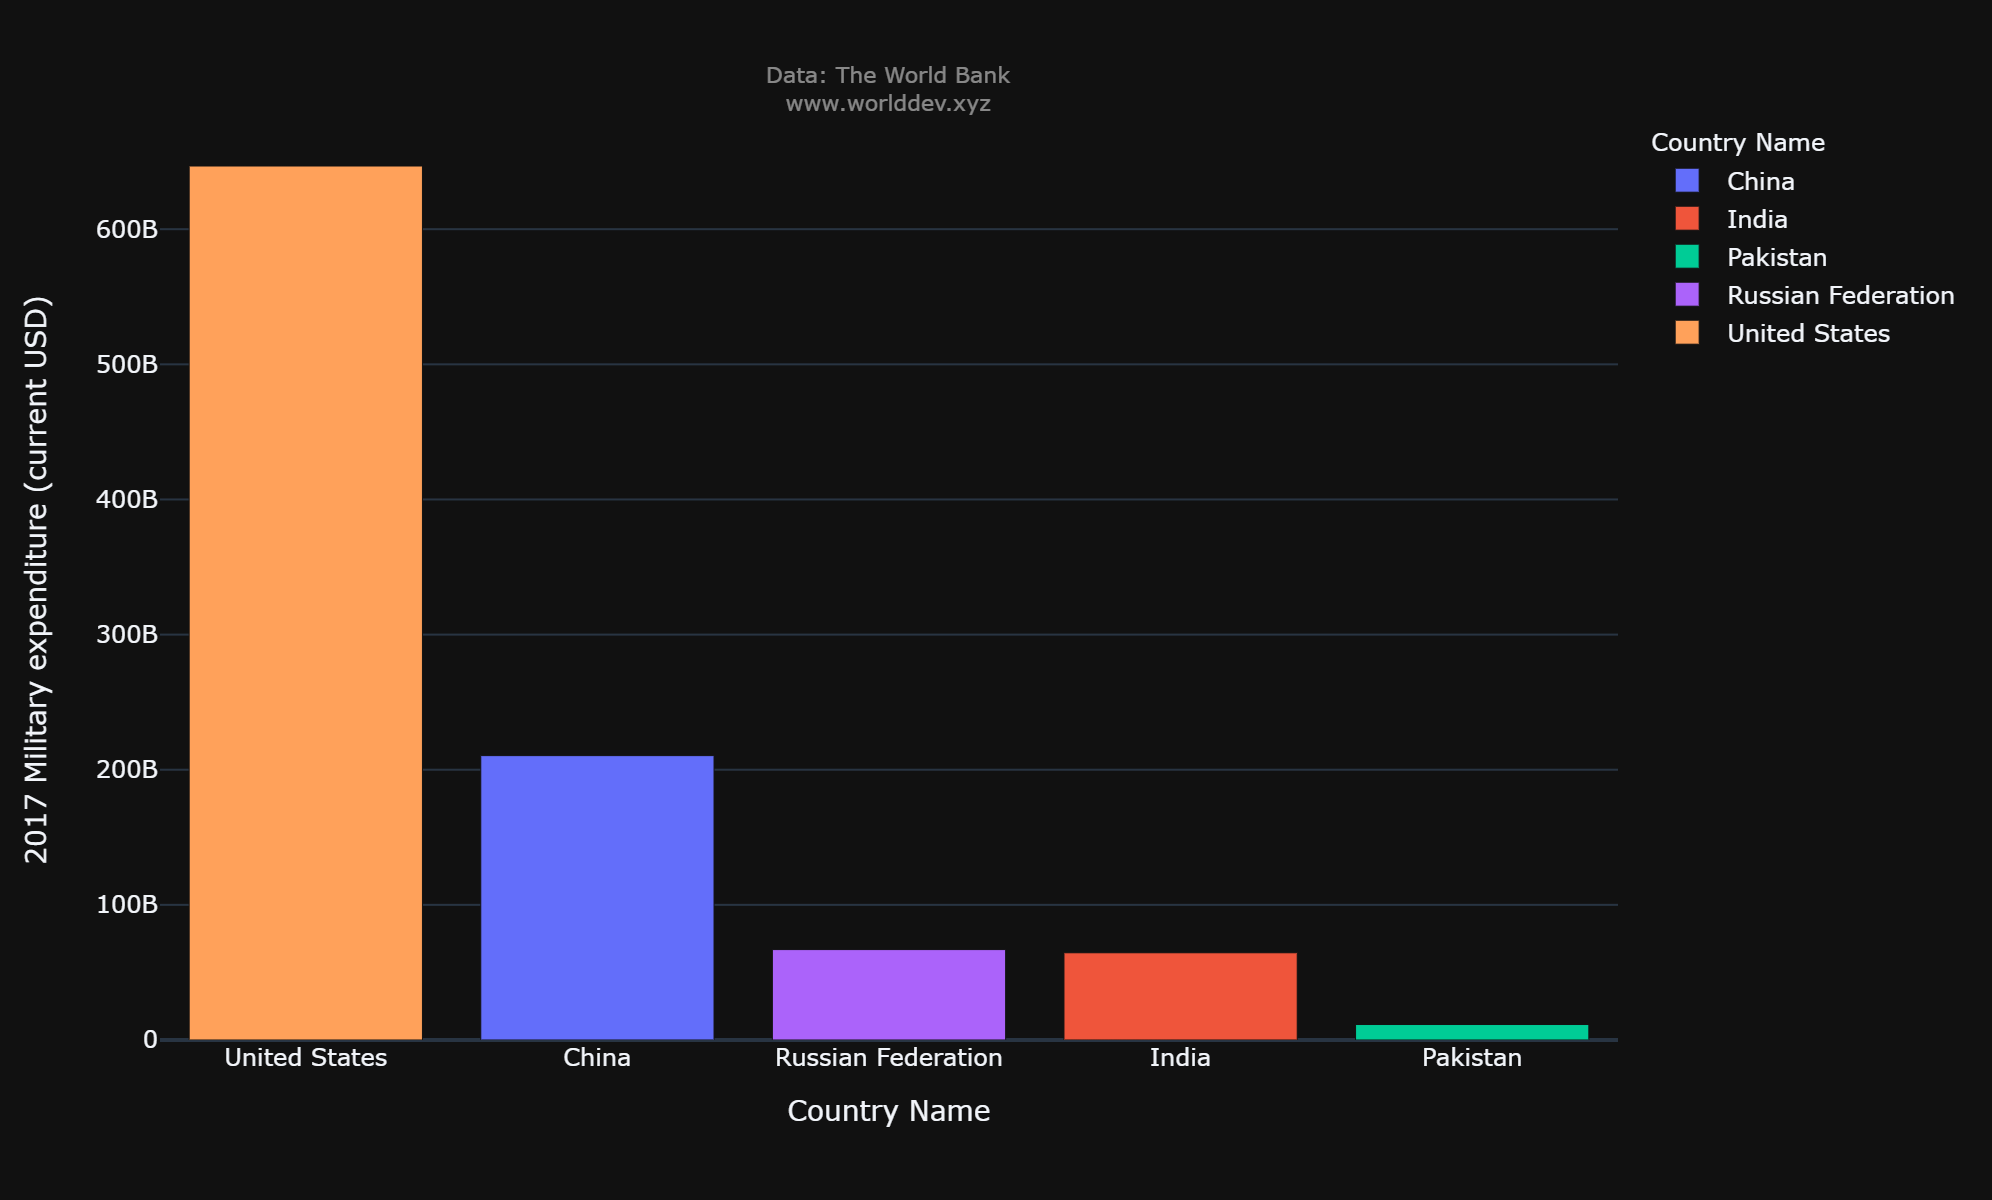 Data: The World Bank
www.worlddev.xyz
Country Name
China
India
Pakistan
Russian Federation
United States
2017 Military expenditure (current USD)
600B
500B
400B
300B
200B
100B
0
United States China Russian Federation India Pakistan
Country Name